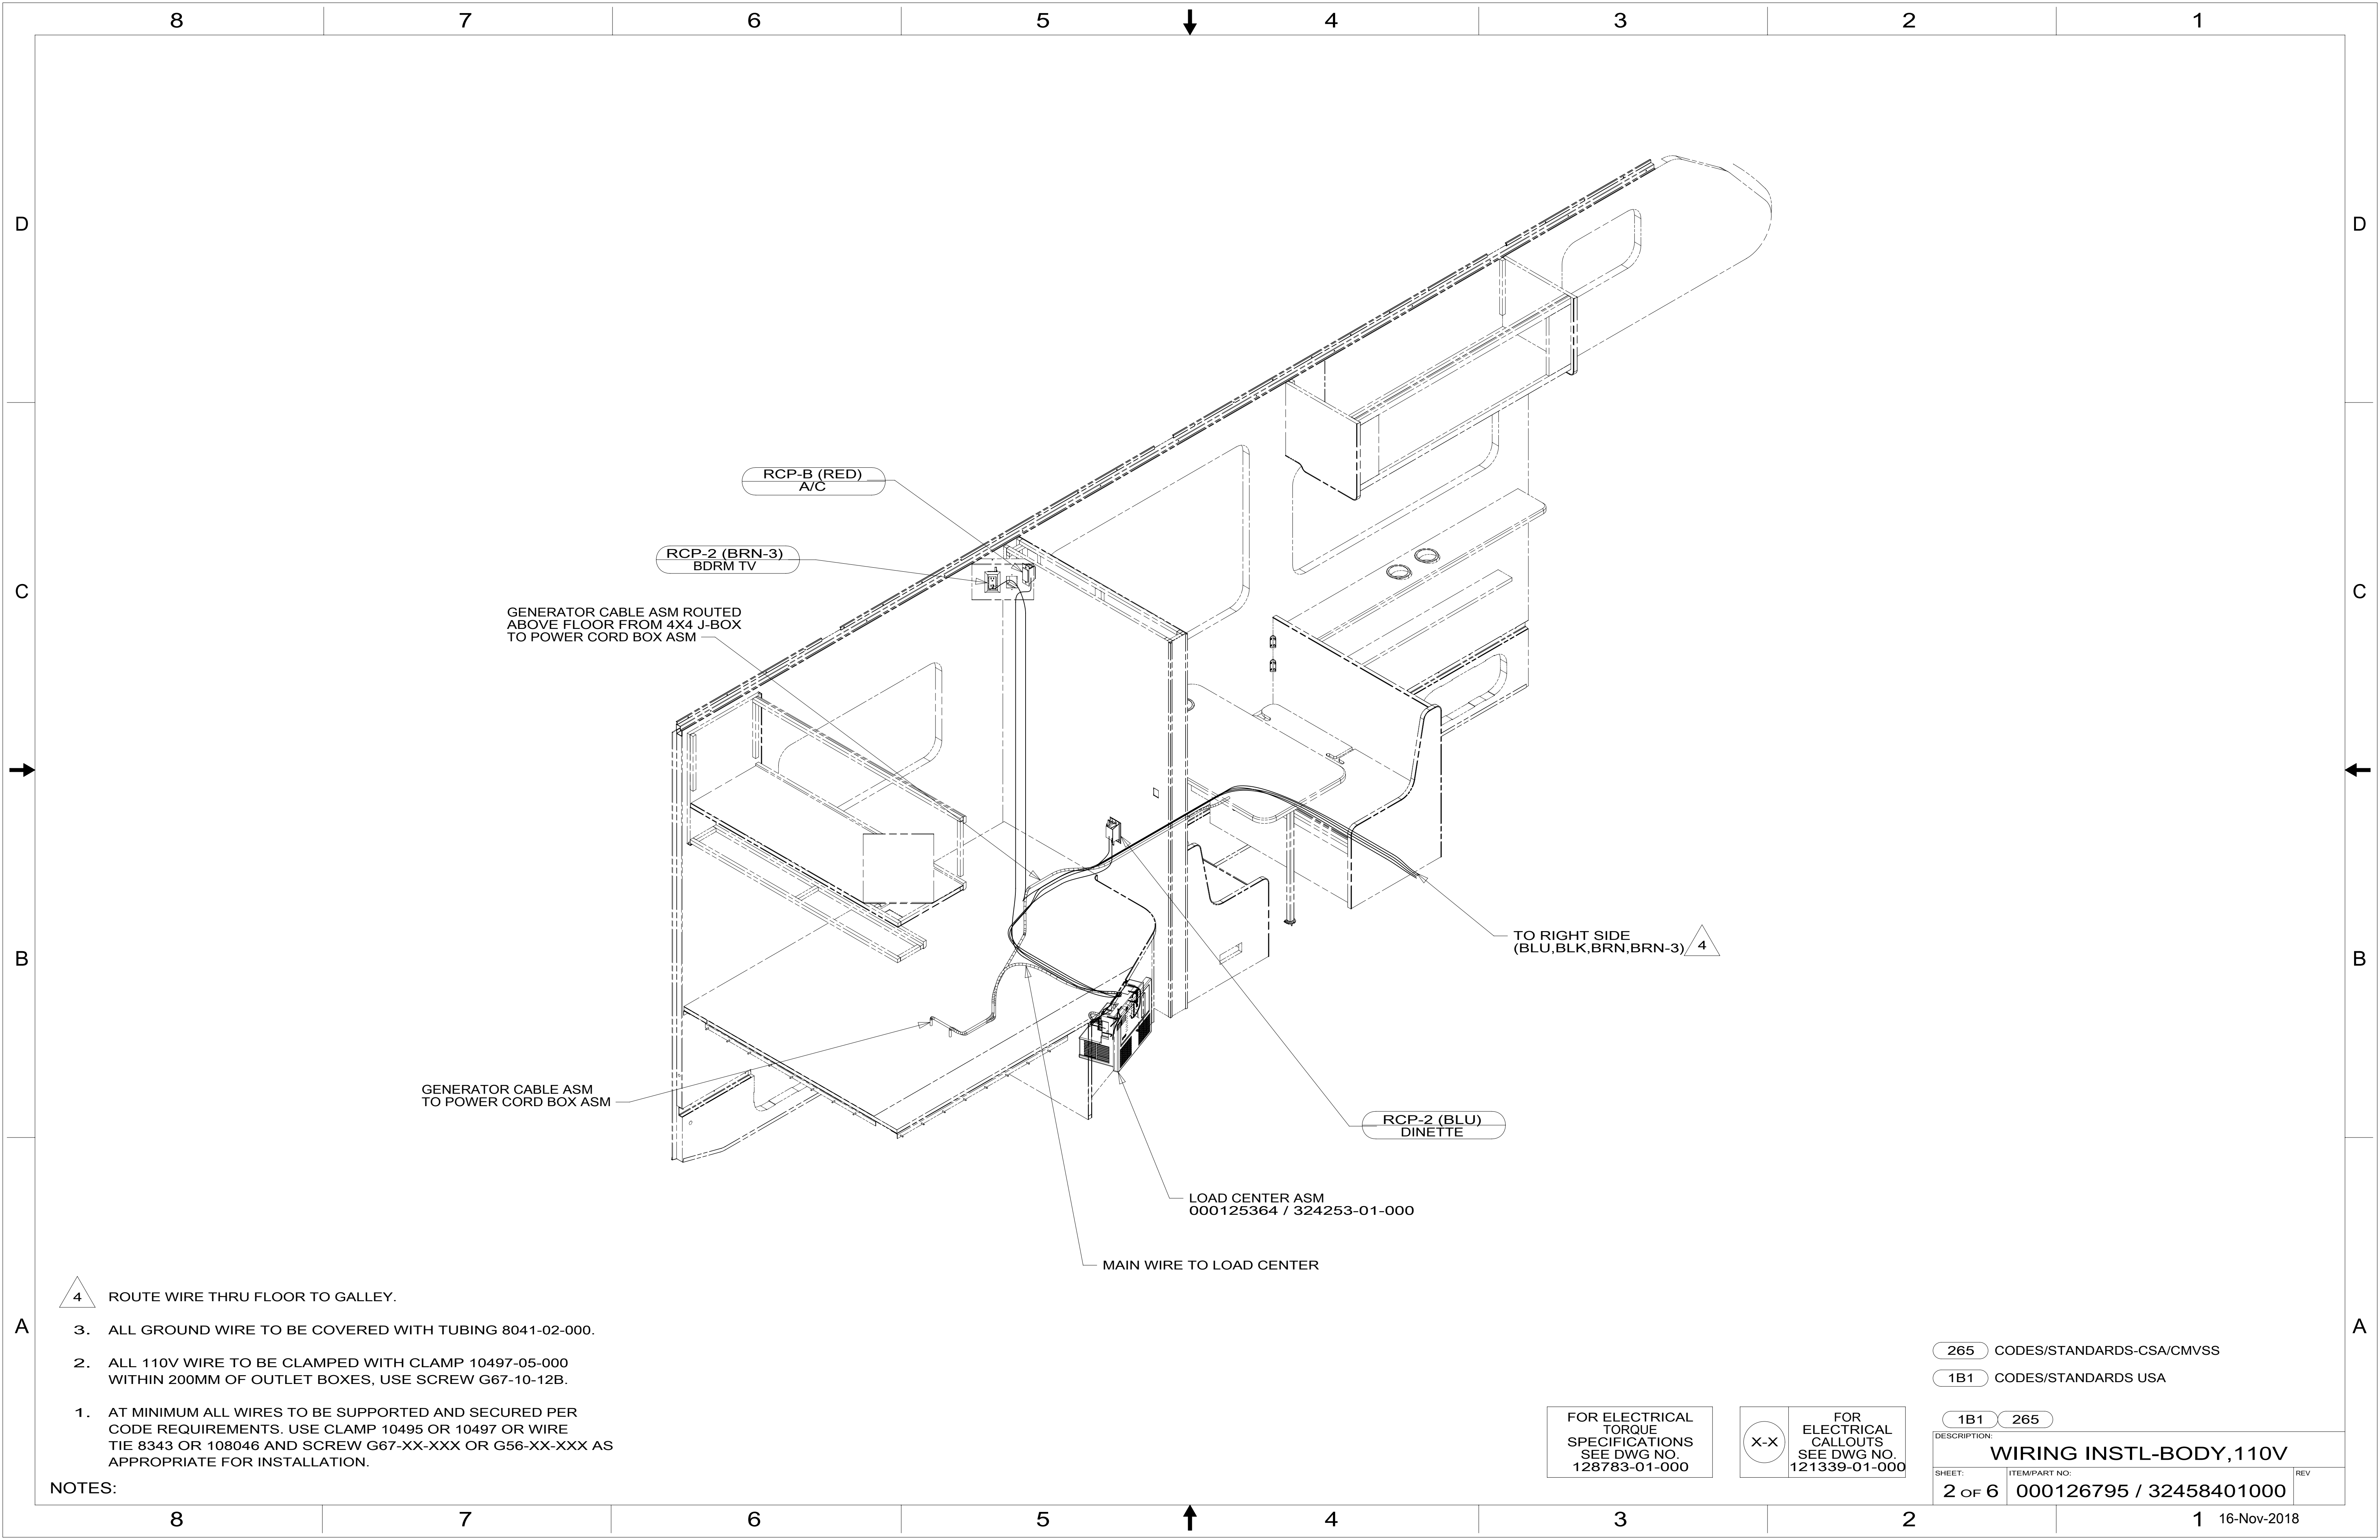 8 7 6 5 4 3 2 1
D D
RCP-B (RED)
A/C
RCP-2 (BRN-3)
BDRM TV
C C
GENERATOR CABLE ASM ROUTED
ABOVE FLOOR FROM 4X4 J-BOX
TO POWER CORD BOX ASM
TO RIGHT SIDE
(BLU,BLK,BRN,BRN-3) 4
B B
GENERATOR CABLE ASM
TO POWER CORD BOX ASM
RCP-2 (BLU)
DINETTE
LOAD CENTER ASM
000125364 / 324253-01-000
MAIN WIRE TO LOAD CENTER
4 ROUTE WIRE THRU FLOOR TO GALLEY.
A A
3. ALL GROUND WIRE TO BE COVERED WITH TUBING 8041-02-000.
2. ALL 110V WIRE TO BE CLAMPED WITH CLAMP 10497-05-000
WITHIN 200MM OF OUTLET BOXES, USE SCREW G67-10-12B.
1. AT MINIMUM ALL WIRES TO BE SUPPORTED AND SECURED PER
CODE REQUIREMENTS. USE CLAMP 10495 OR 10497 OR WIRE
TIE 8343 OR 108046 AND SCREW G67-XX-XXX OR G56-XX-XXX AS
APPROPRIATE FOR INSTALLATION.
NOTES:
FOR ELECTRICAL
TORQUE
SPECIFICATIONS
SEE DWG NO.
128783-01-000
X-X
FOR
ELECTRICAL
CALLOUTS
SEE DWG NO.
121339-01-000
265 CODES/STANDARDS-CSA/CMVSS
1B1 CODES/STANDARDS USA
1B1 265
DESCRIPTION:
WIRING INSTL-BODY,110V
SHEET: ITEM/PART NO: REV
2 OF 6 000126795 / 32458401000
8 7 6 5 4 3 2 1
16-Nov-2018